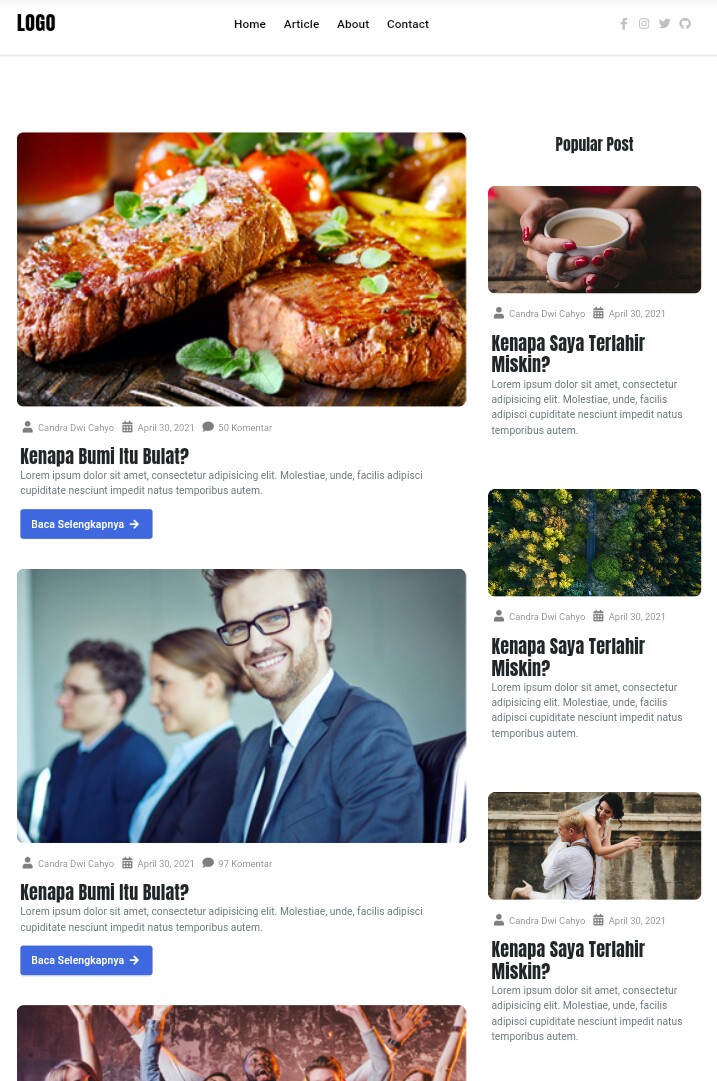 LOGO
Home Article About Contact
Candra Dwi Cahyo April 30, 2021 50 Komentar
Kenapa Bumi Itu Bulat?
Lorem ipsum dolor sit amet, consectetur adipisicing elit. Molestiae, unde, facilis adipisci
cupiditate nesciunt impedit natus temporibus autem.
Baca Selengkapnya →
Candra Dwi Cahyo April 30, 2021 97 Komentar
Kenapa Bumi Itu Bulat?
Lorem ipsum dolor sit amet, consectetur adipisicing elit. Molestiae, unde, facilis adipisci
cupiditate nesciunt impedit natus temporibus autem.
Baca Selengkapnya →
Popular Post
Candra Dwi Cahyo April 30, 2021
Kenapa Saya Terlahir
Miskin?
Lorem ipsum dolor sit amet, consectetur
adipisicing elit. Molestiae, unde, facilis
adipisci cupiditate nesciunt impedit natus
temporibus autem.
Candra Dwi Cahyo April 30, 2021
Kenapa Saya Terlahir
Miskin?
Lorem ipsum dolor sit amet, consectetur
adipisicing elit. Molestiae, unde, facilis
adipisci cupiditate nesciunt impedit natus
temporibus autem.
Candra Dwi Cahyo April 30, 2021
Kenapa Saya Terlahir
Miskin?
Lorem ipsum dolor sit amet, consectetur
adipisicing elit. Molestiae, unde, facilis
adipisci cupiditate nesciunt impedit natus
temporibus autem.